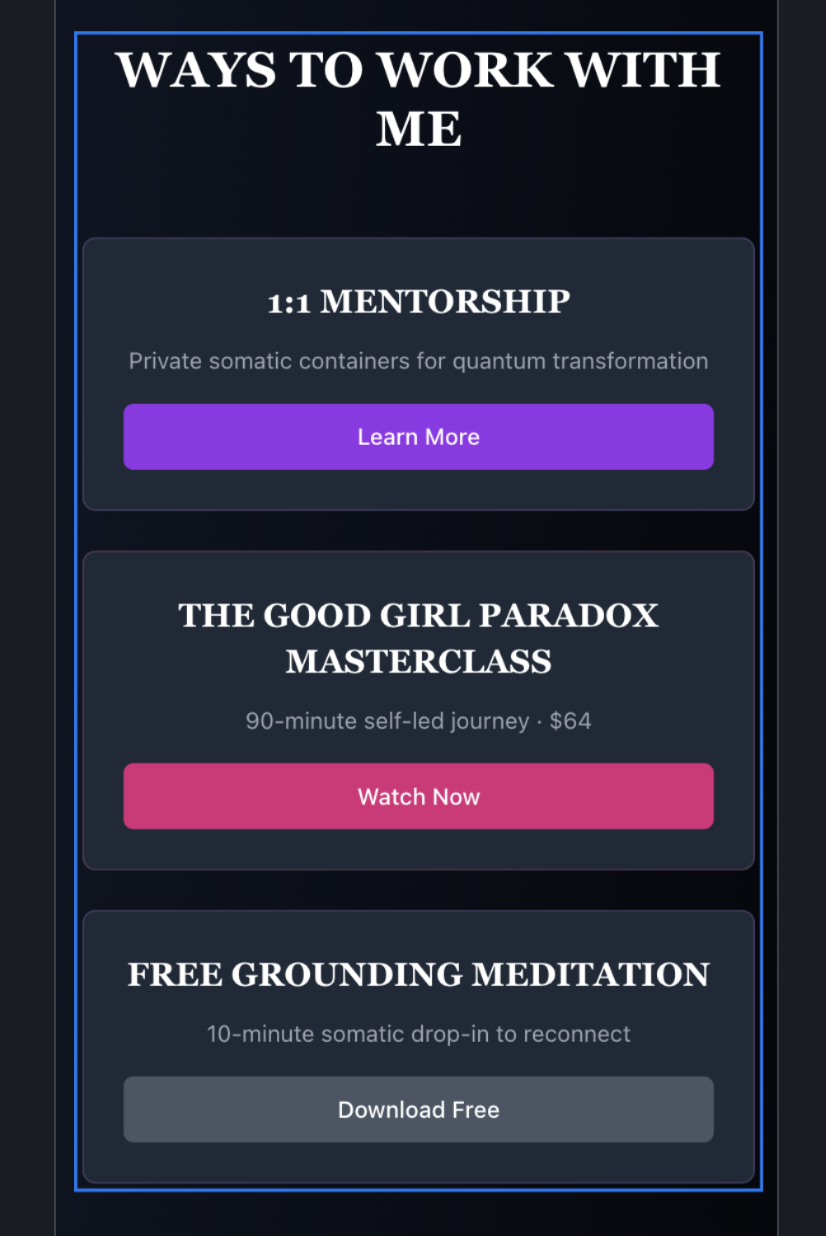 WAYS TO WORK WITH
ME
1:1 MENTORSHIP
Private somatic containers for quantum transformation
Learn More
THE GOOD GIRL PARADOX
MASTERCLASS
90-minute self-led journey · $64
Watch Now
FREE GROUNDING MEDITATION
10-minute somatic drop-in to reconnect
Download Free